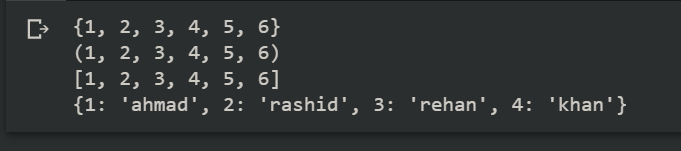 {1, 2, 3, 4, 5, 6}
(1, 2, 3, 4, 5, 6)
[1, 2, 3, 4, 5, 6]
{1: 'ahmad', 2: 'rashid', 3: 'rehan', 4: 'khan'}